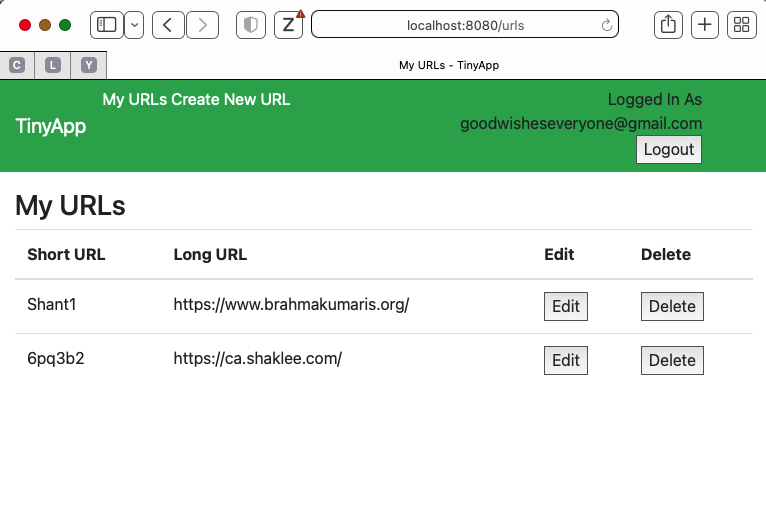 Z
localhost:8080/urls
C L Y My URLs - TinyApp
My URLs Create New URL Logged In As
TinyApp goodwisheseveryone@gmail.com
Logout
My URLs
Short URL Long URL Edit Delete
Shant1 https://www.brahmakumaris.org/ Edit Delete
6pq3b2 https://ca.shaklee.com/ Edit Delete